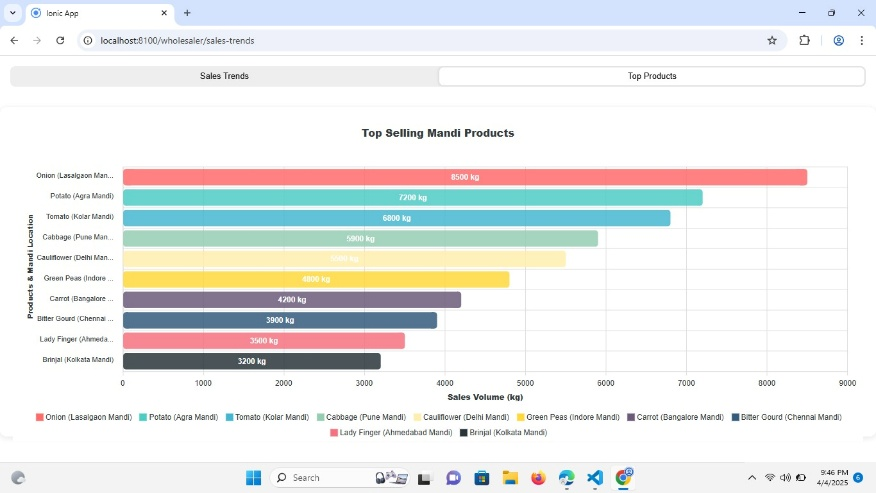 Ionic App
localhost:8100/wholesaler/sales-trends
Sales Trends
Top Products
Top Selling Mandi Products
Products & Mandi Location
Onion (Lasalgaon Man...
8500 kg
Potato (Agra Mandi)
7200 kg
Tomato (Kolar Mandi)
6800 kg
Cabbage (Pune Man...
5900 kg
Cauliflower (Delhi Man...
5500 kg
Green Peas (Indore ...
4800 kg
Carrot (Bangalore ...
4200 kg
Bitter Gourd (Chennai ...
3900 kg
Lady Finger (Ahmeda...
3500 kg
Brinjal (Kolkata Mandi)
3200 kg
0 1000 2000 3000 4000 5000 6000 7000 8000 9000
Sales Volume (kg)
Onion (Lasalgaon Mandi) Potato (Agra Mandi) Tomato (Kolar Mandi) Cabbage (Pune Mandi) Cauliflower (Delhi Mandi) Green Peas (Indore Mandi) Carrot (Bangalore Mandi) Bitter Gourd (Chennai Mandi)
Lady Finger (Ahmedabad Mandi) Brinjal (Kolkata Mandi)
Search
9:46 PM
4/4/2025
6